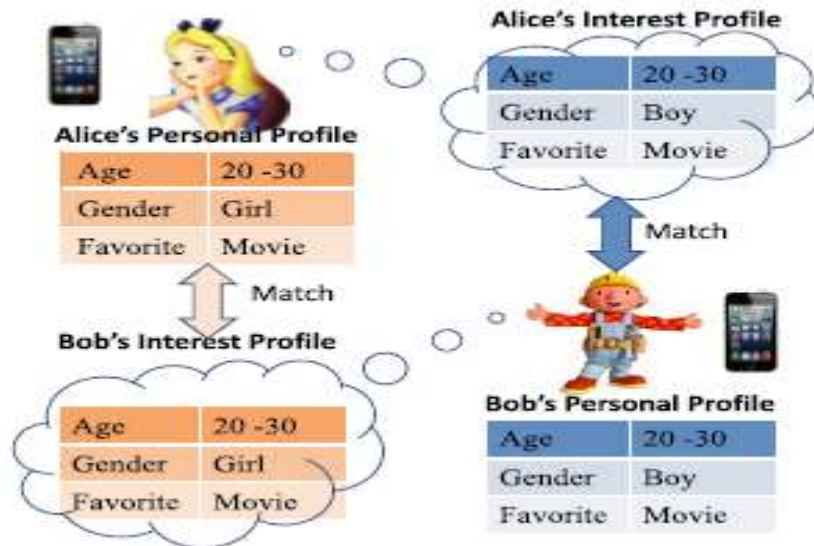 Alice's Interest Profile
Age 20 -30
Gender Boy
Favorite Movie
Alice's Personal Profile
Age 20 -30
Gender Girl
Favorite Movie
Match
Match
Bob's Interest Profile
Age 20 -30
Gender Girl
Favorite Movie
Bob's Personal Profile
Age 20 -30
Gender Boy
Favorite Movie